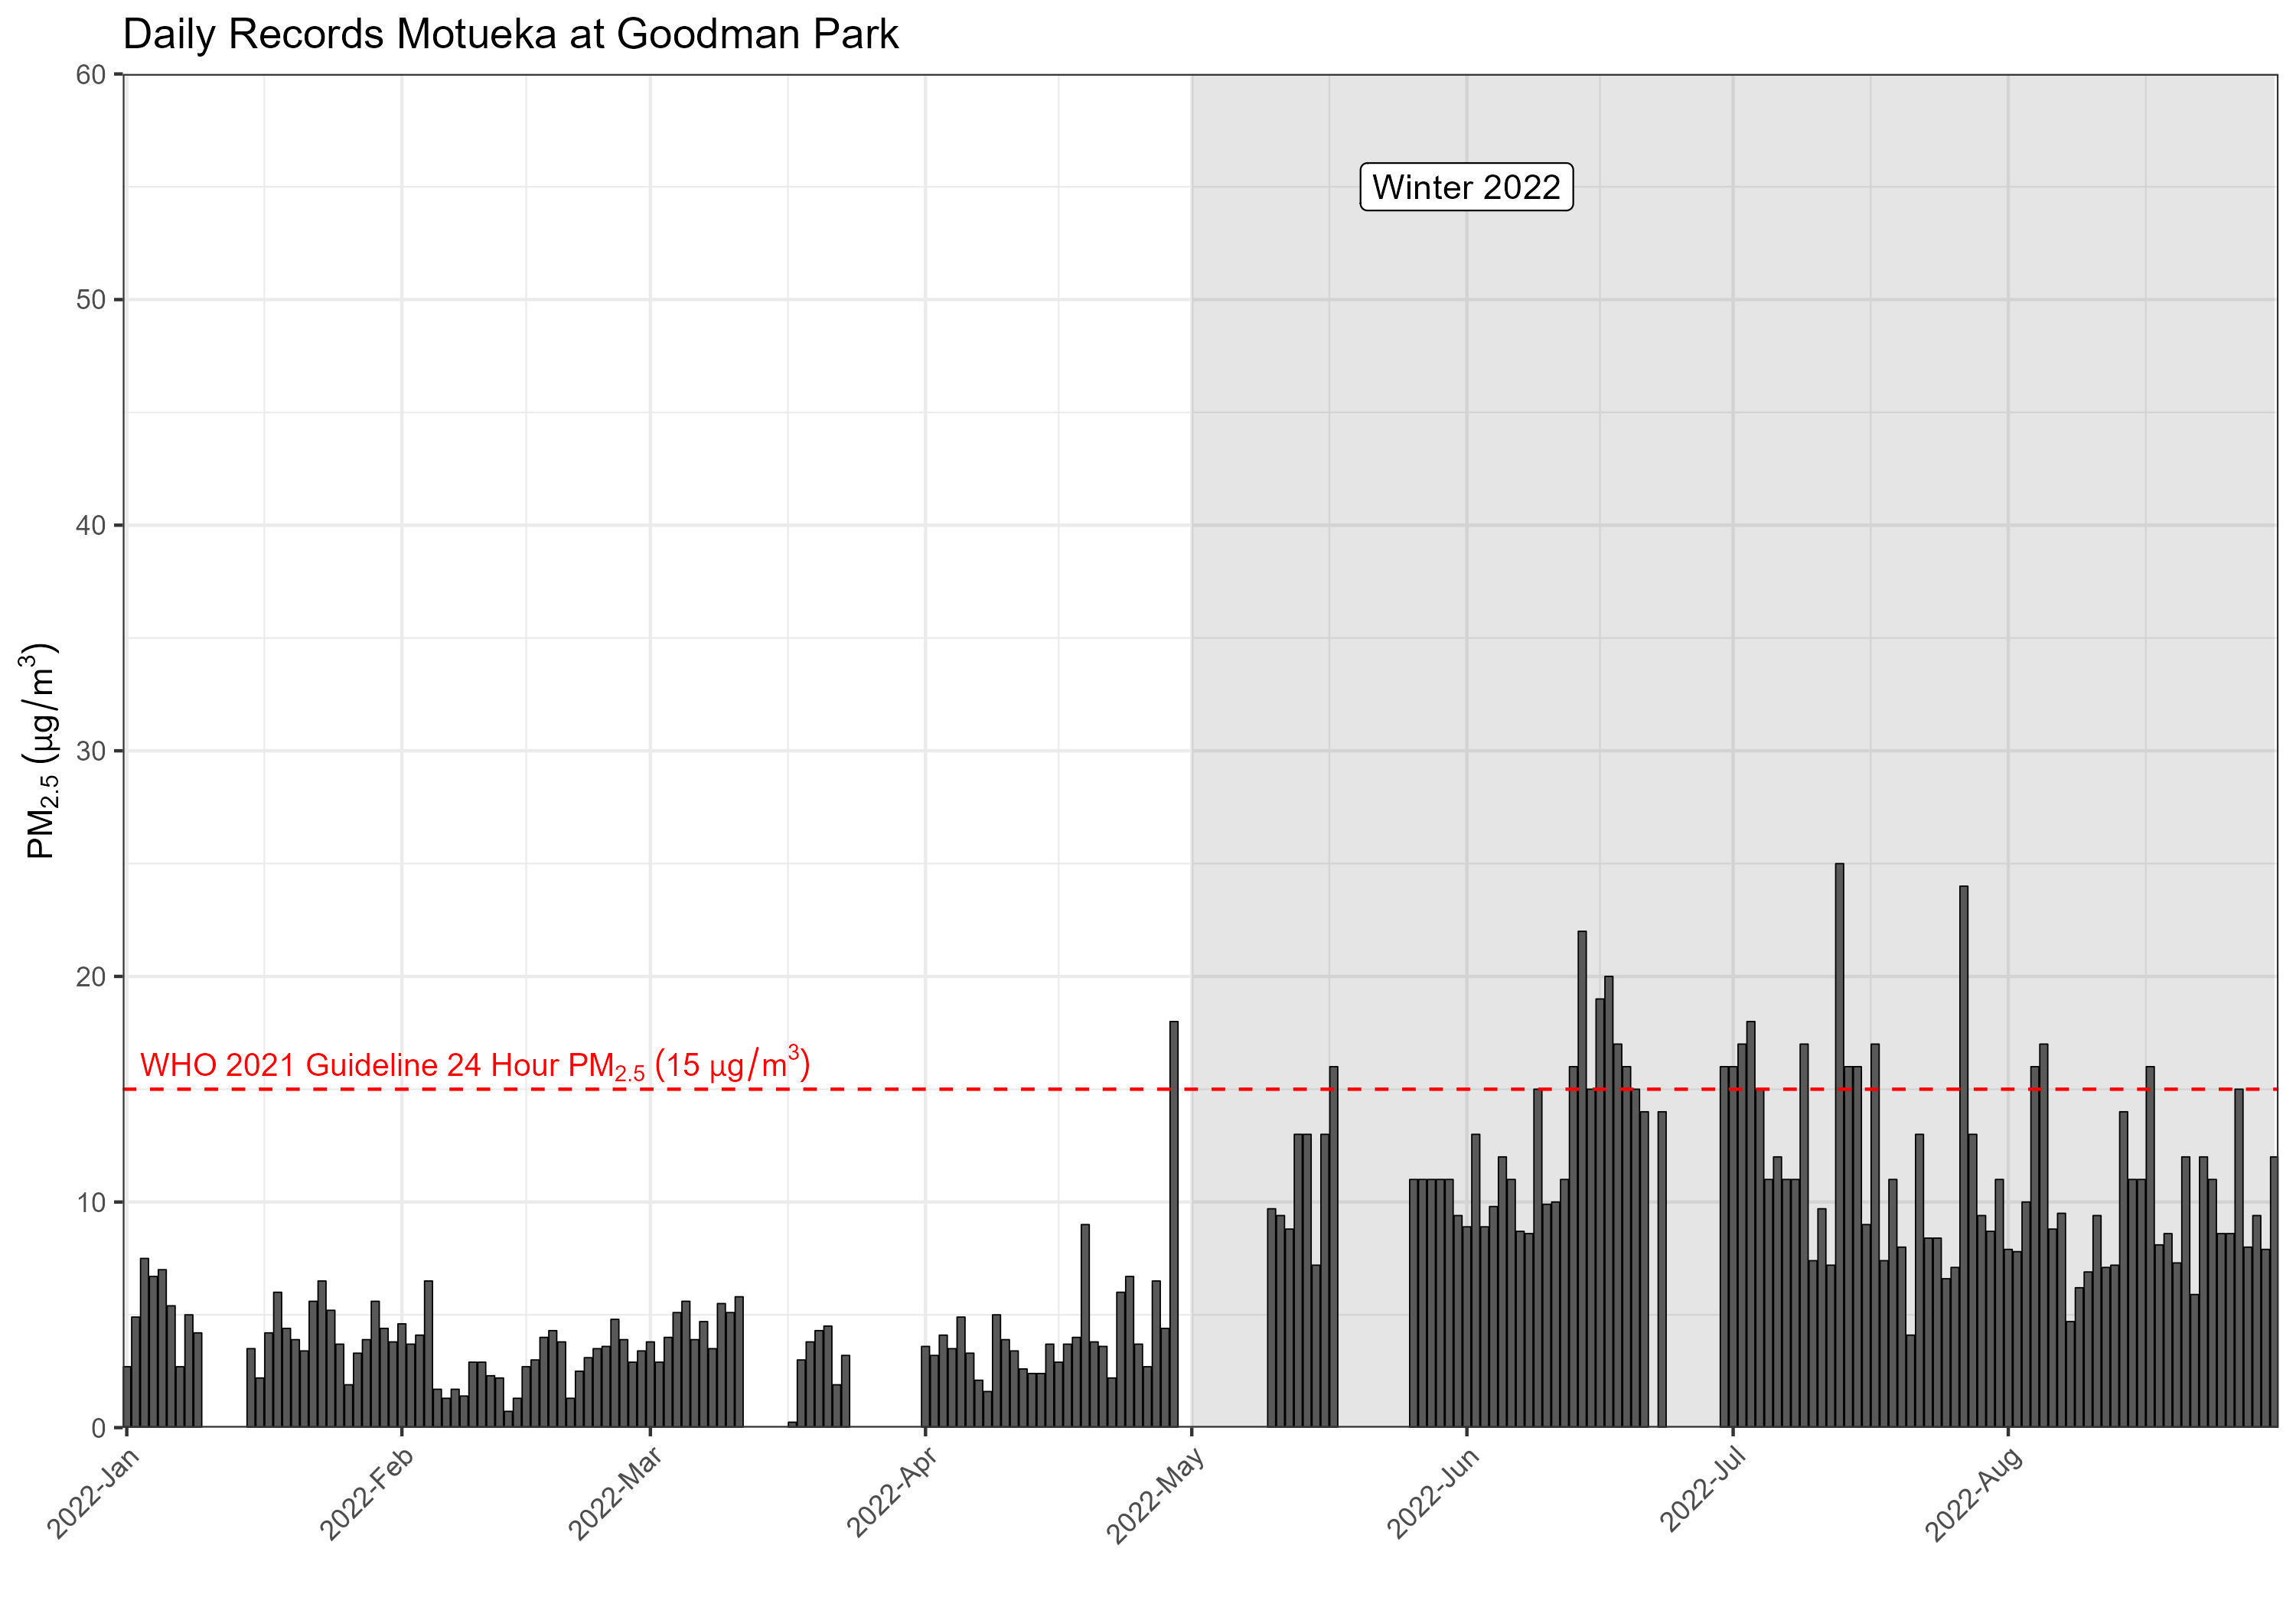 Daily Records Motueka at Goodman Park
60
50
40
30
20
10
0
PM2.5 (µg/m³)
Winter 2022
WHO 2021 Guideline 24 Hour PM2.5 (15 µg/m³)
2022-Jan
2022-Feb
2022-Mar
2022-Apr
2022-May
2022-Jun
2022-Jul
2022-Aug